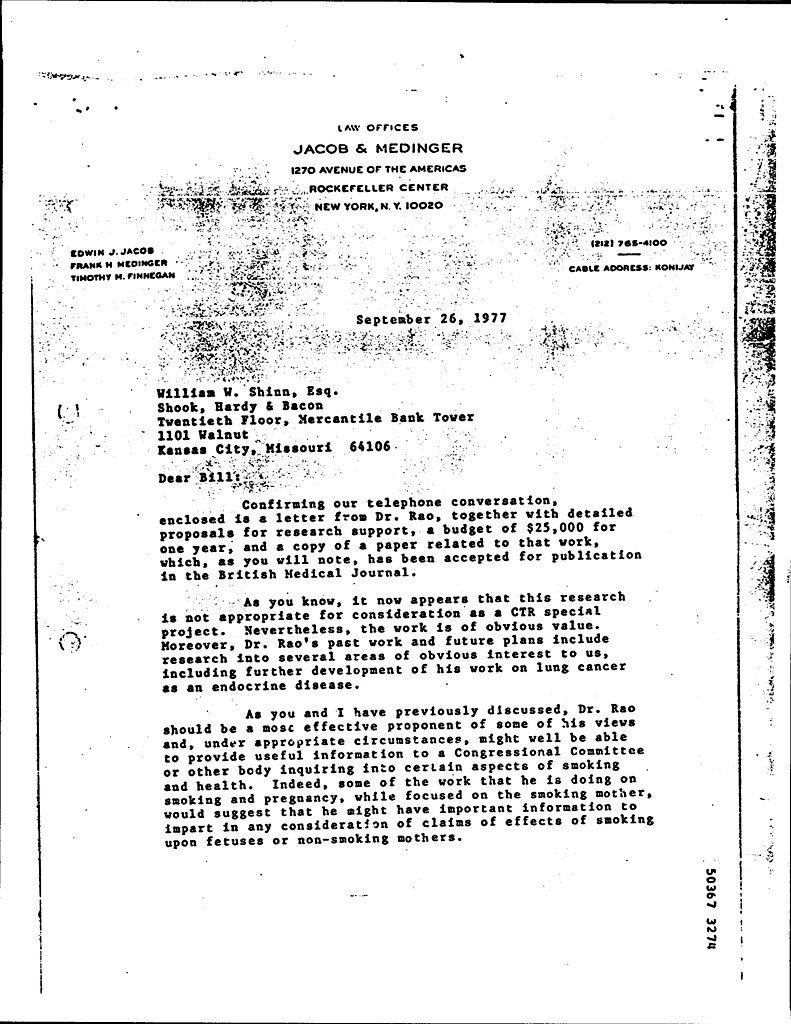 LAW OFFICES
JACOB & MEDINGER
1270 AVENUE OF THE AMERICAS
ROCKEFELLER CENTER
NEW YORK, N. Y. 10020
EDWIN J. JACOB
FRANK H MEDINGER
TIMOTHY M. FINNEGAN
(212) 765-4100
CABLE ADDRESS: KONIJAY
September 26, 1977
William W. Shinn, Esq.
Shook, Hardy & Bacon
Twentieth Floor, Mercantile Bank Tower
1101 Walnut
Kansas City, Missouri 64106
Dear Bill:
Confirming our telephone conversation,
enclosed is a letter from Dr. Rao, together with detailed
proposals for research support, a budget of $25,000 for
one year, and a copy of a paper related to that work,
which, as you will note, has been accepted for publication
in the British Medical Journal.
As you know, it now appears that this research
is not appropriate for consideration as a CTR special
project. Nevertheless, the work is of obvious value.
Moreover, Dr. Rao's past work and future plans include
research into several areas of obvious interest to us,
including further development of his work on lung cancer
as an endocrine disease.
As you and I have previously discussed, Dr. Rao
should be a most effective proponent of some of his views
and, under appropriate circumstances, might well be able
to provide useful information to a Congressional Committee
or other body inquiring into certain aspects of smoking
and health. Indeed, some of the work that he is doing on
smoking and pregnancy, while focused on the smoking mother,
would suggest that he might have important information to
impart in any consideration of claims of effects of smoking
upon fetuses or non-smoking mothers.
50367 3274